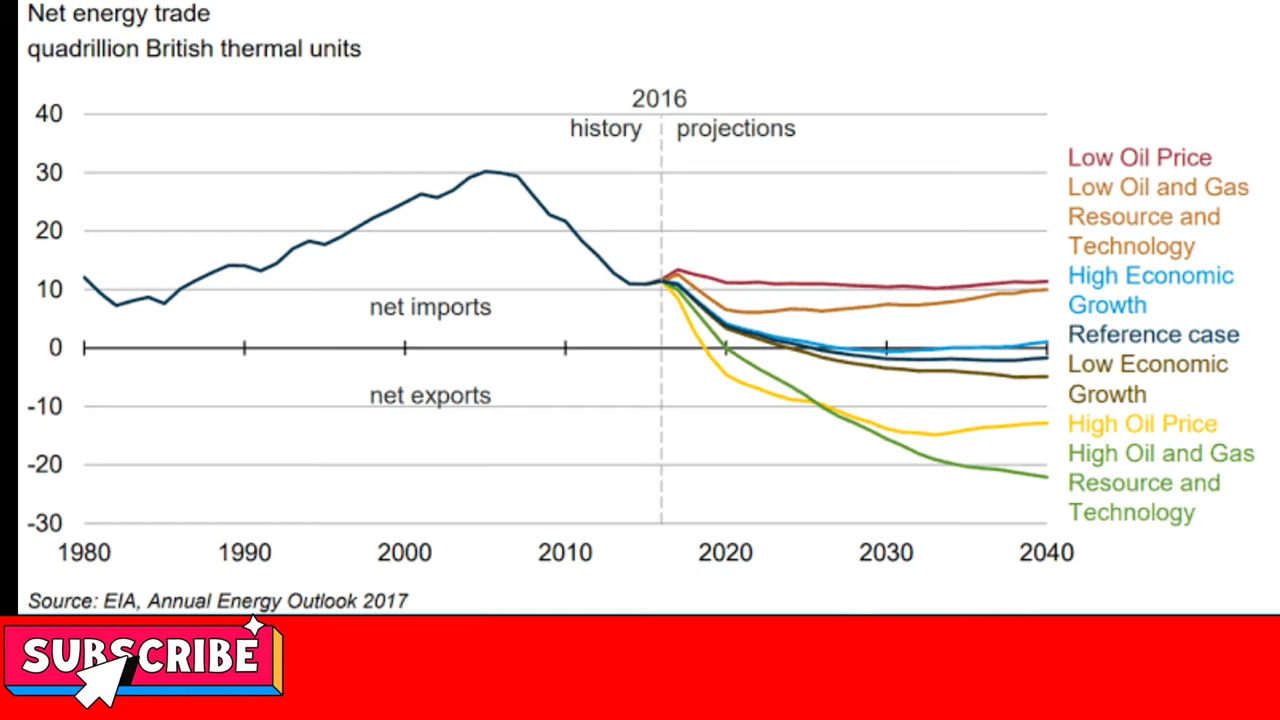 Net energy trade
quadrillion British thermal units
2016
history projections
40
30
20
10
0
-10
-20
-30
net imports
net exports
1980 1990 2000 2010 2020 2030 2040
Low Oil Price
Low Oil and Gas
Resource and
Technology
High Economic
Growth
Reference case
Low Economic
Growth
High Oil Price
High Oil and Gas
Resource and
Technology
Source: EIA, Annual Energy Outlook 2017
SUBSCRIBE